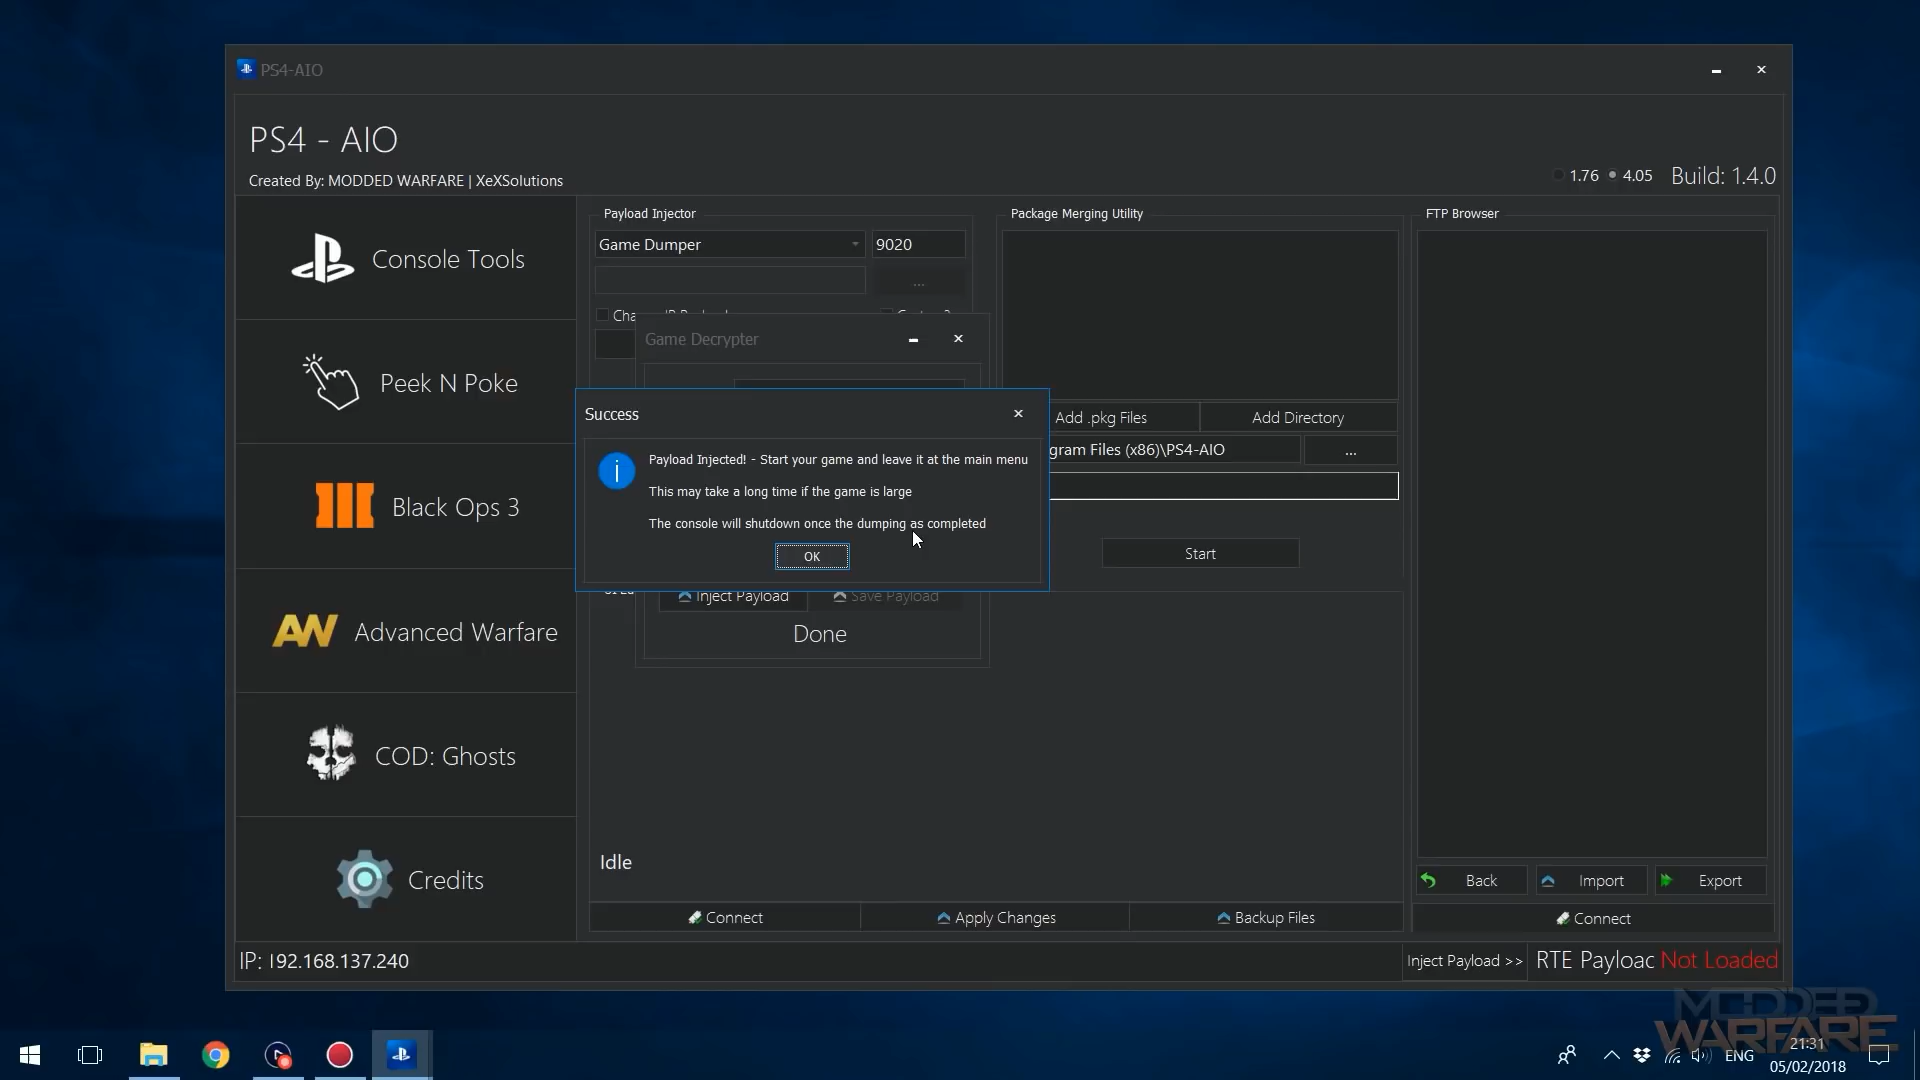 PS4-AIO
PS4 - AIO
Created By: MODDED WARFARE | XeXSolutions
1.76 4.05 Build: 1.4.0
Console Tools
Peek N Poke
Black Ops 3
AW Advanced Warfare
COD: Ghosts
Credits
Payload Injector
Game Dumper 9020
...
Game Decrypter
Success
Payload Injected! - Start your game and leave it at the main menu
This may take a long time if the game is large
The console will shutdown once the dumping as completed
OK
Inject Payload Save Payload
Done
Idle
Connect Apply Changes Backup Files
Package Merging Utility
Add .pkg Files Add Directory
gram Files (x86)\PS4-AIO ...
Start
FTP Browser
Back Import Export
Connect
IP: 192.168.137.240
Inject Payload >> RTE Payloac Not Loaded
MODDED
WARFARE
ENG
21:31
05/02/2018